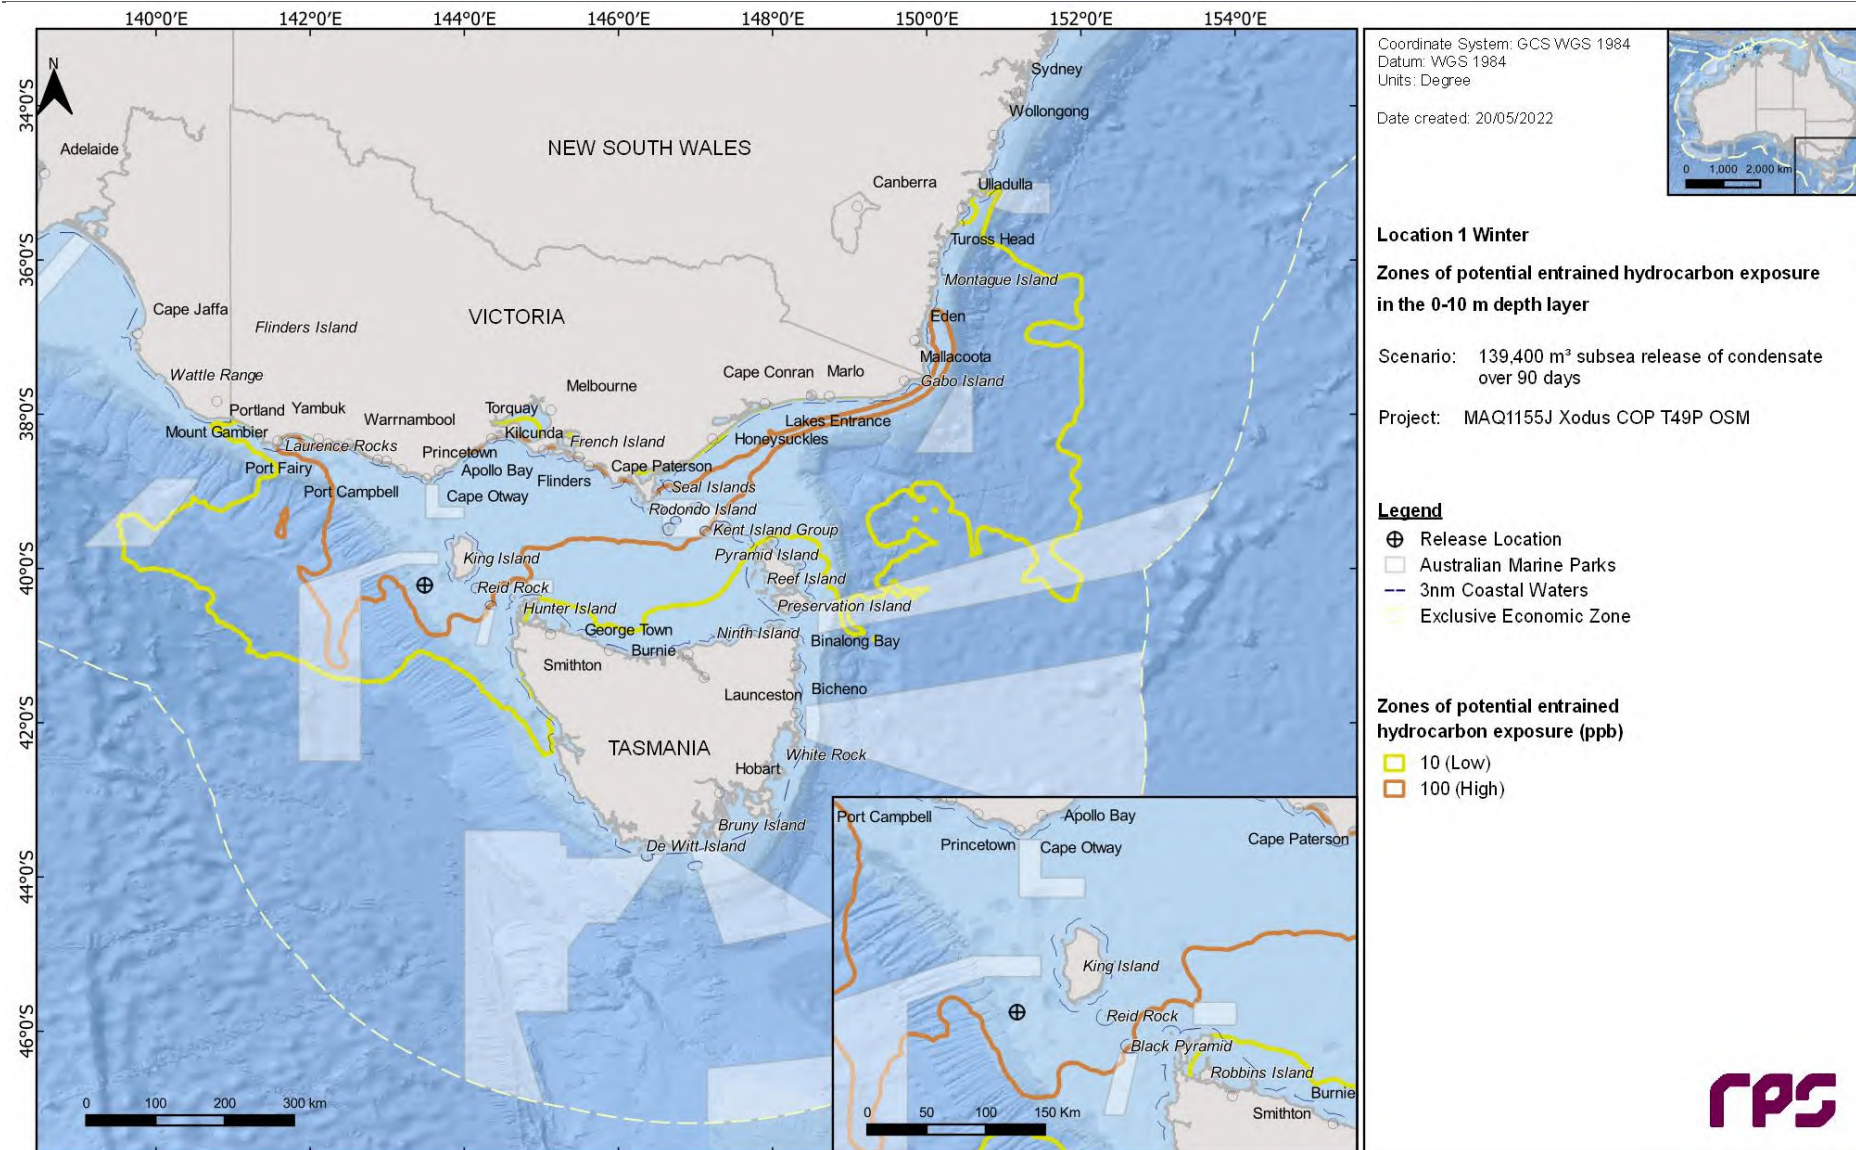 140°0'E 142°0'E 144°0'E 146°0'E 148°0'E 150°0'E 152°0'E 154°0'E
34°0'S
36°0'S
38°0'S
40°0'S
42°0'S
44°0'S
46°0'S
N
Sydney
Wollongong
Adelaide
NEW SOUTH WALES
Canberra
Ulladulla
Tuross Head
Montague Island
Cape Jaffa
Flinders Island
VICTORIA
Eden
Mallacoota
Wattle Range
Cape Conran
Marlo
Gabo Island
Melbourne
Portland
Yambuk
Warrnambool
Torquay
Lakes Entrance
Mount Gambier
Laurence Rocks
Kilcunda
French Island
Honeysuckles
Princetown
Port Fairy
Apollo Bay
Cape Paterson
Flinders
Port Campbell
Cape Otway
Seal Islands
Rodondo Island
Kent Island Group
King Island
Pyramid Island
Reid Rock
Reef Island
Hunter Island
Preservation Island
George Town
Ninth Island
Binalong Bay
Burnie
Smithton
Launceston
Bicheno
TASMANIA
White Rock
Hobart
Bruny Island
De Witt Island
0 100 200 300 km
Port Campbell
Apollo Bay
Princetown
Cape Otway
Cape Paterson
King Island
Reid Rock
Black Pyramid
Robbins Island
Burnie
Smithton
0 50 100 150 Km
Coordinate System: GCS WGS 1984
Datum: WGS 1984
Units: Degree
Date created: 20/05/2022
0 1,000 2,000 km
Location 1 Winter
Zones of potential entrained hydrocarbon exposure
in the 0-10 m depth layer
Scenario: 139,400 m³ subsea release of condensate
over 90 days
Project: MAQ1155J Xodus COP T49P OSM
Legend
Release Location
Australian Marine Parks
3nm Coastal Waters
Exclusive Economic Zone
Zones of potential entrained
hydrocarbon exposure (ppb)
10 (Low)
100 (High)
rps